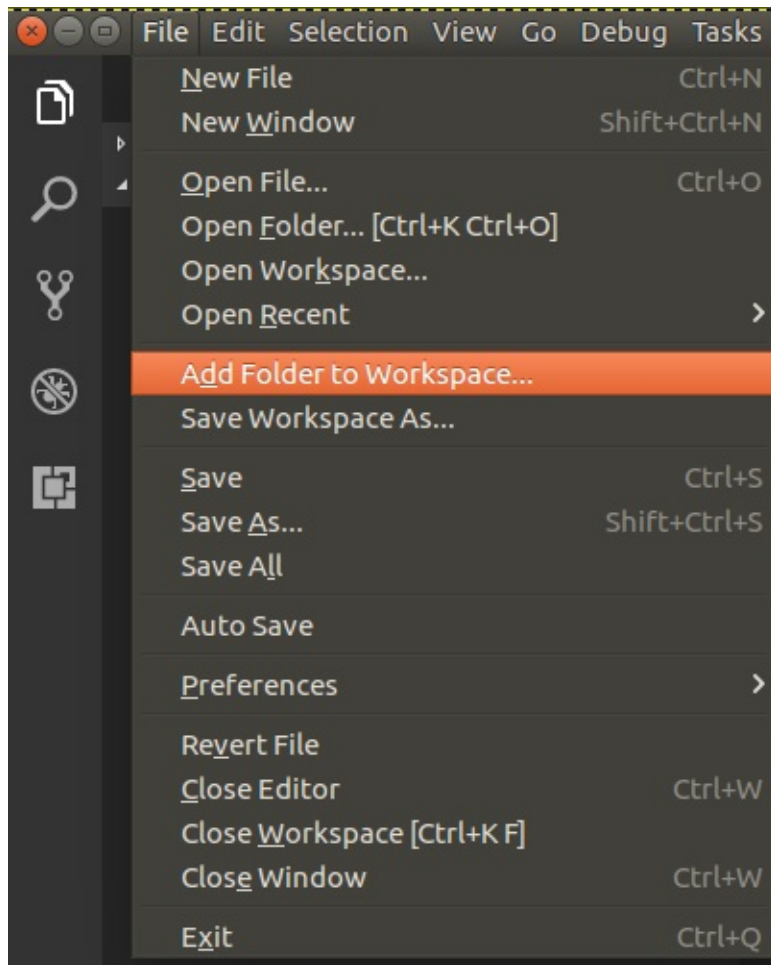 File Edit Selection View Go Debug Tasks
New File Ctrl+N
New Window Shift+Ctrl+N
Open File... Ctrl+O
Open Folder... [Ctrl+K Ctrl+O]
Open Workspace...
Open Recent
Add Folder to Workspace...
Save Workspace As...
Save Ctrl+S
Save As... Shift+Ctrl+S
Save All
Auto Save
Preferences
Revert File
Close Editor Ctrl+W
Close Workspace [Ctrl+K F]
Close Window Ctrl+W
Exit Ctrl+Q